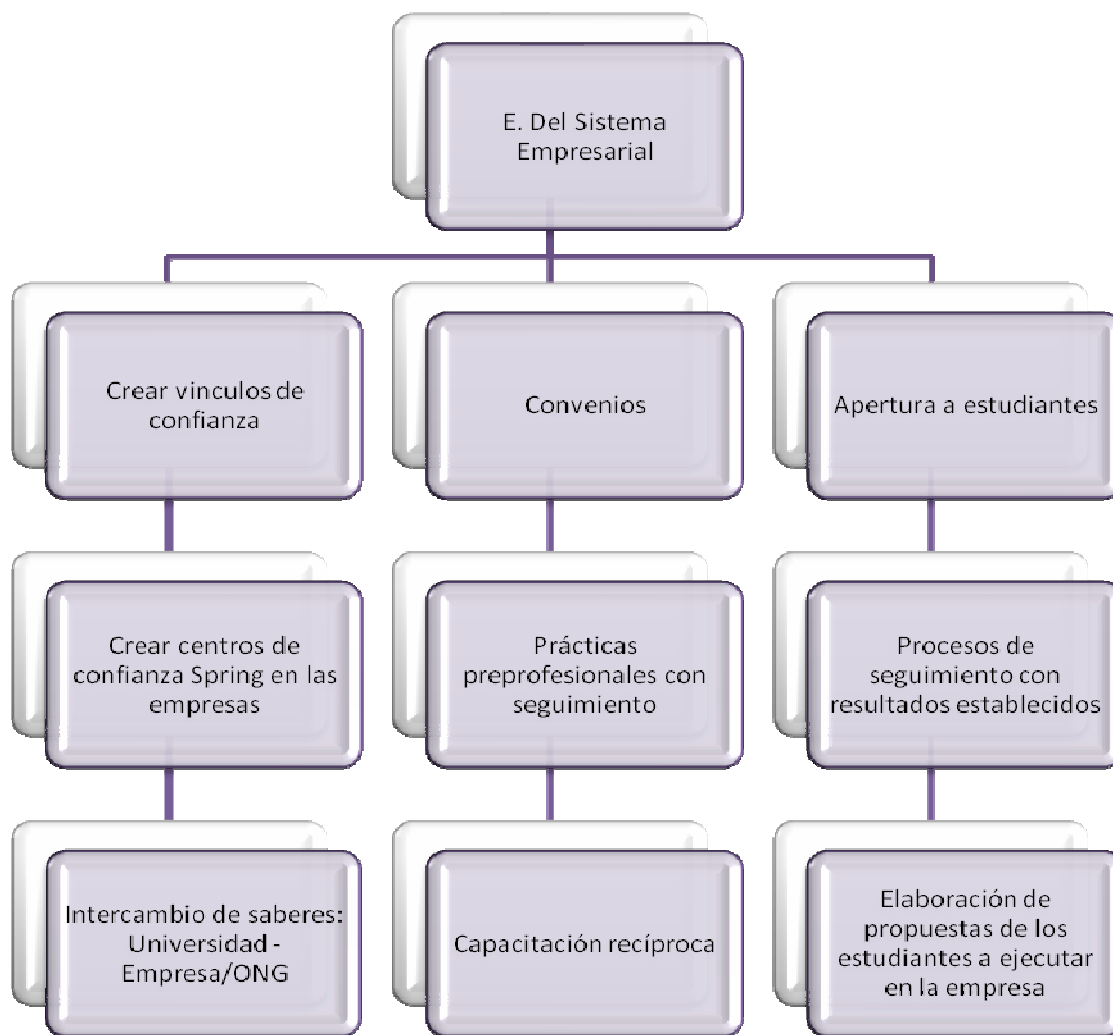 E. Del Sistema
Empresarial
Crear vinculos de
confianza
Convenios
Apertura a estudiantes
Crear centros de
confianza Spring en las
empresas
Prácticas
preprofesionales con
seguimiento
Procesos de
seguimiento con
resultados establecidos
Intercambio de saberes:
Universidad -
Empresa/ONG
Capacitación recíproca
Elaboración de
propuestas de los
estudiantes a ejecutar
en la empresa